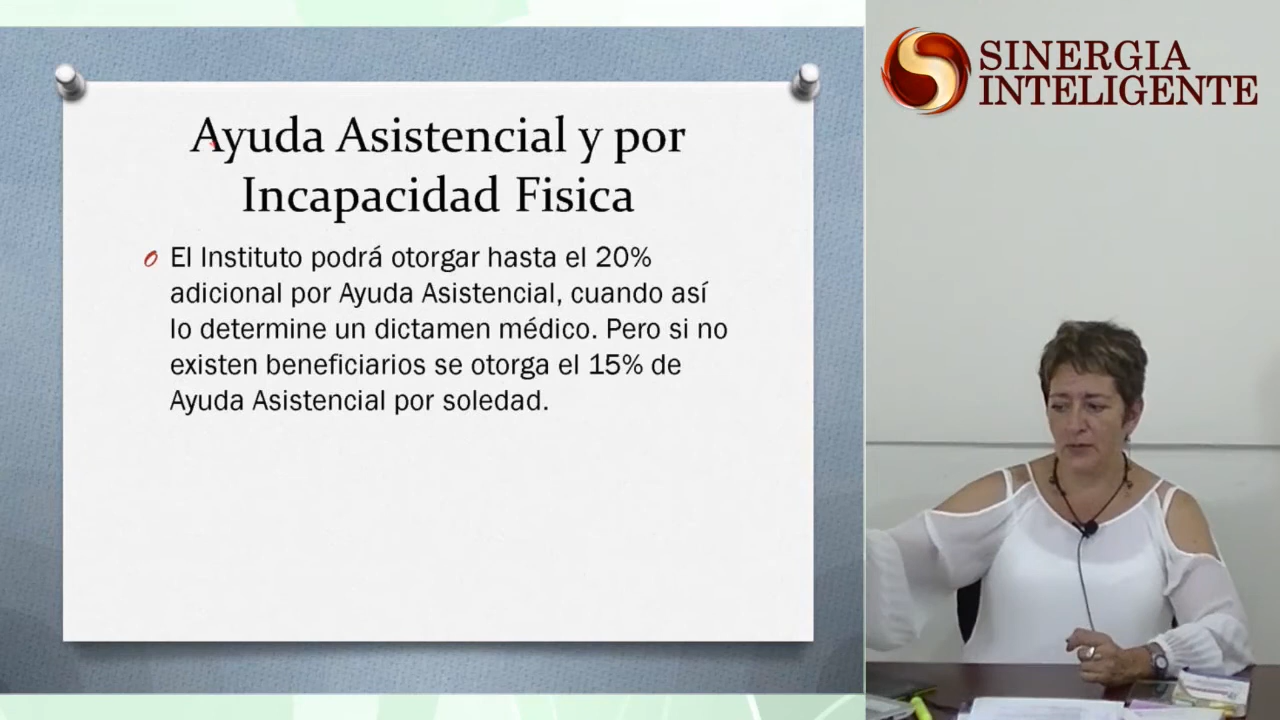 Ayuda Asistencial y por
Incapacidad Fisica
El Instituto podrá otorgar hasta el 20%
adicional por Ayuda Asistencial, cuando así
lo determine un dictamen médico. Pero si no
existen beneficiarios se otorga el 15% de
Ayuda Asistencial por soledad.
SINERGIA
INTELIGENTE